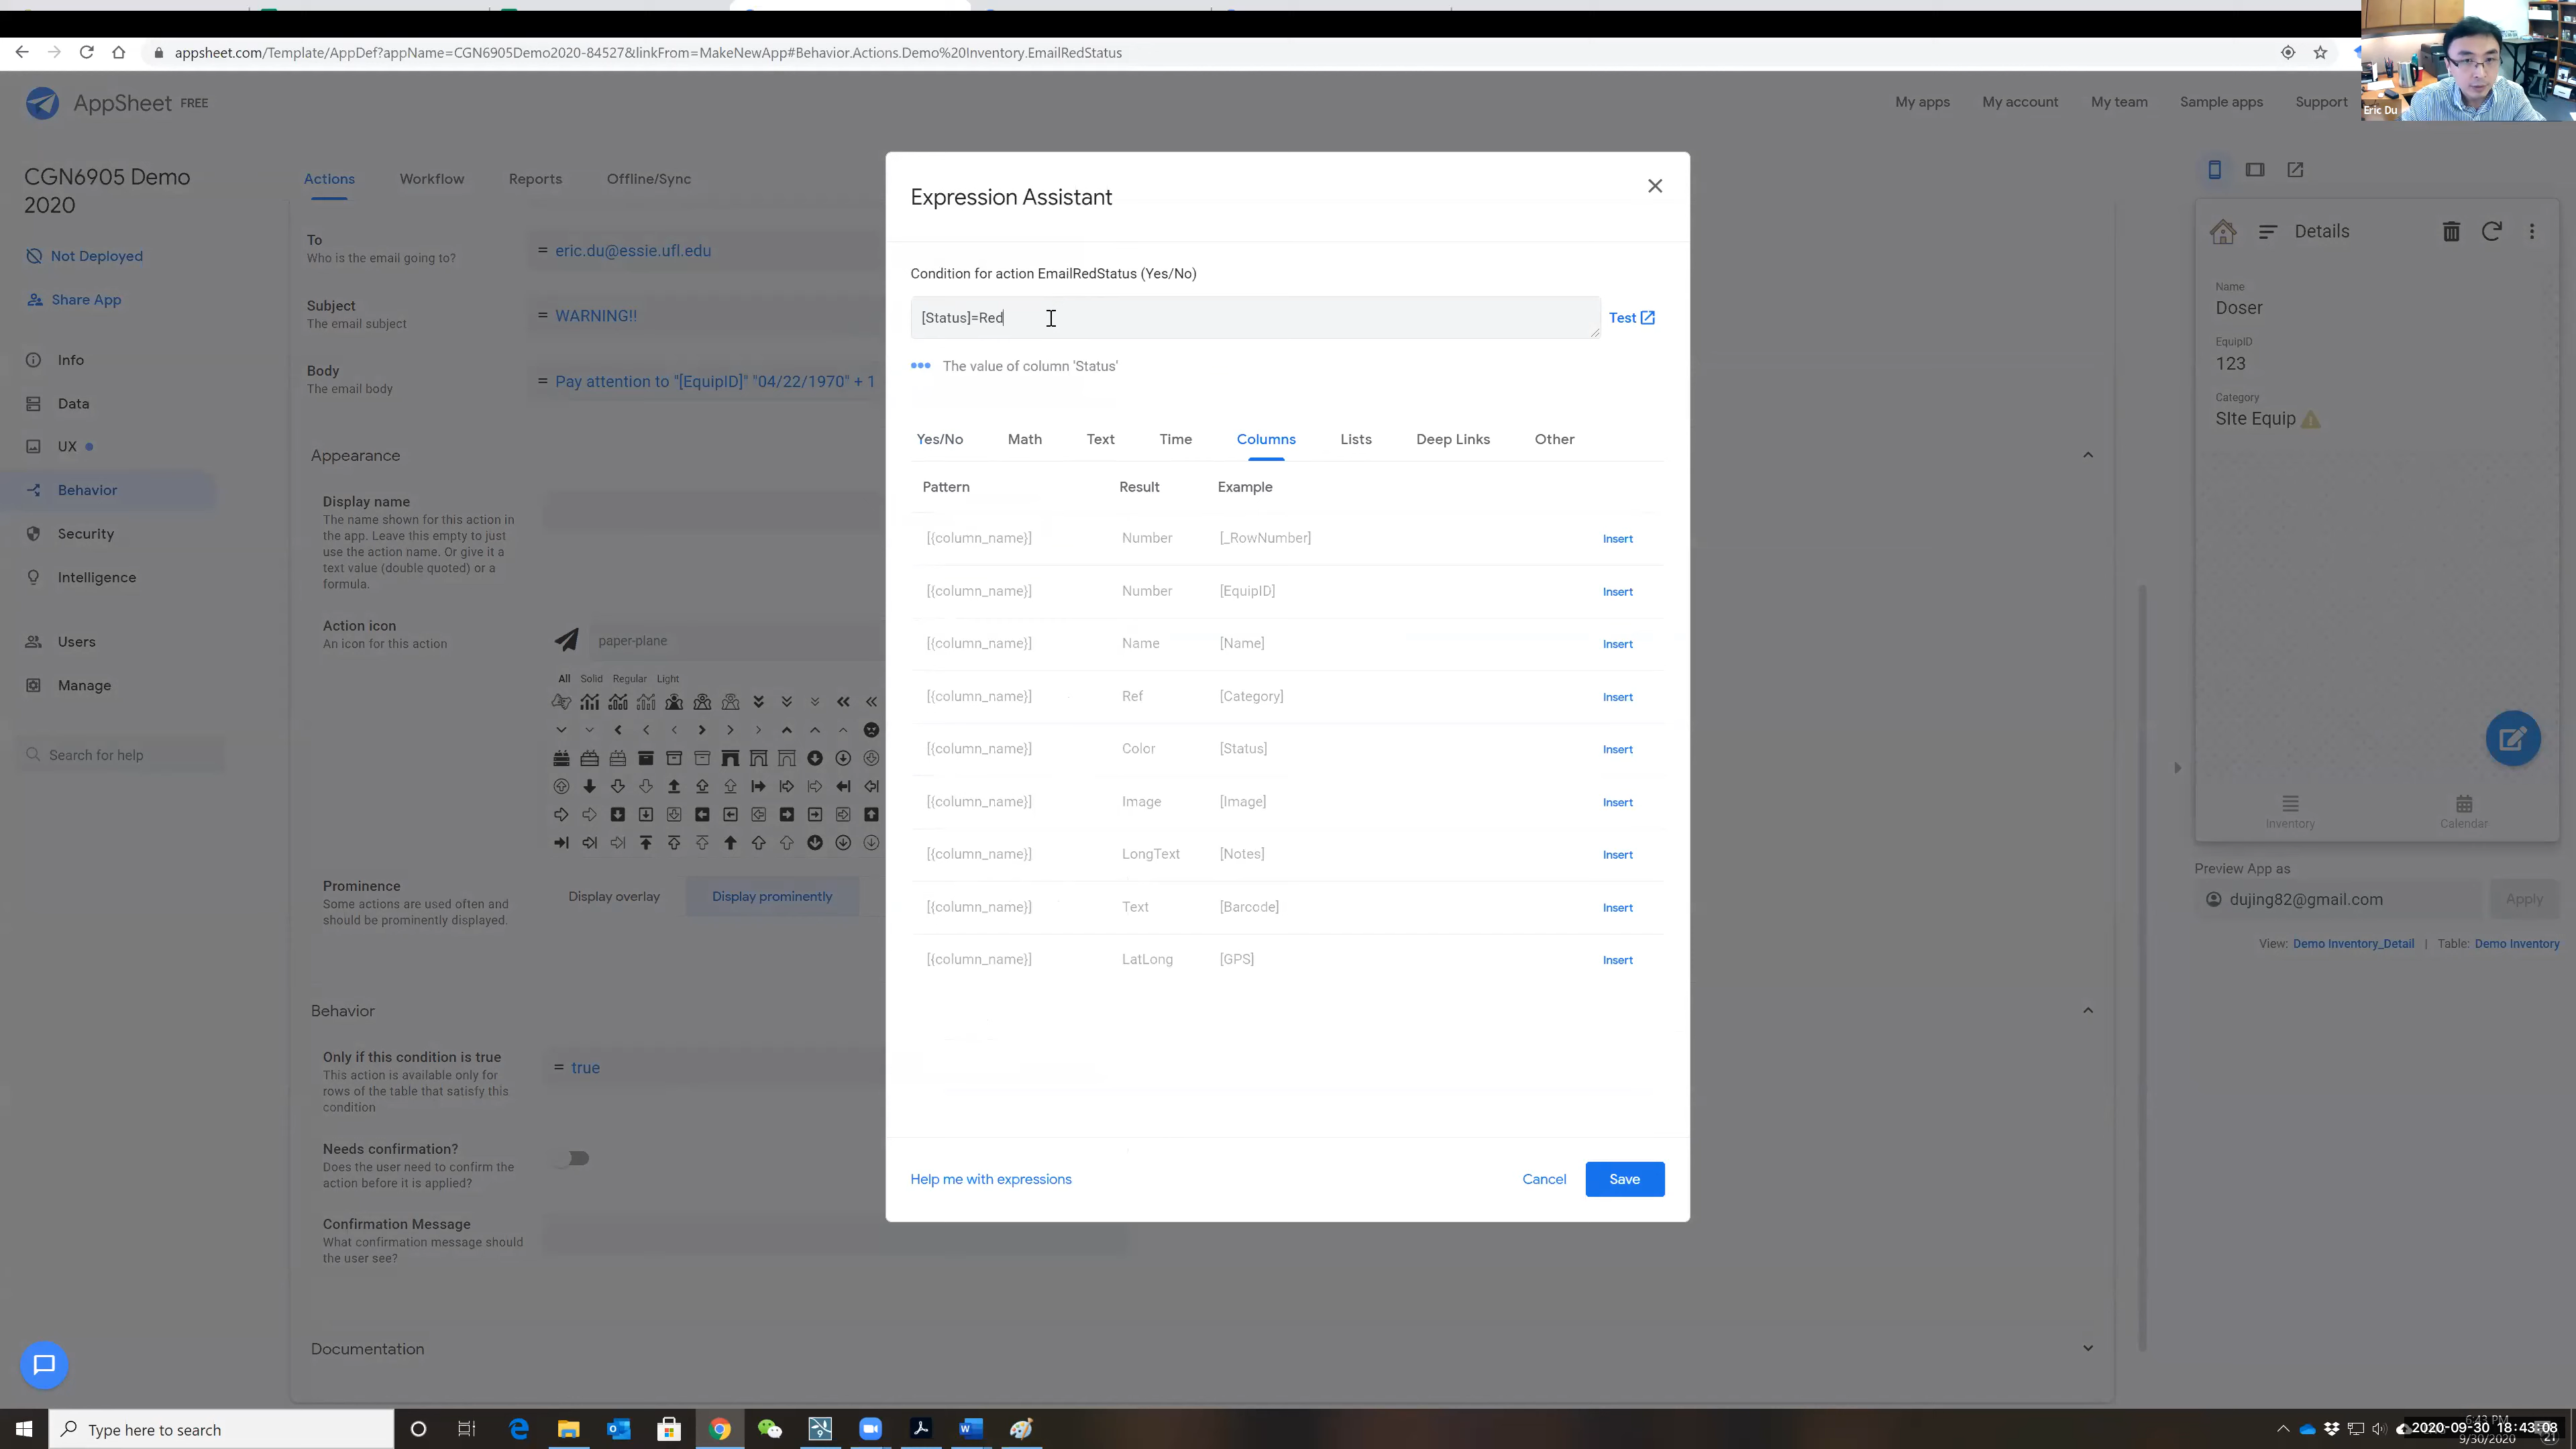 appsheet.com/Template/AppDef?appName=CGN6905Demo2020-84527&linkFrom=MakeNewApp#Behavior.Actions.Demo%20Inventory.EmailRedStatus
Eric Du
AppSheet FREE
My apps My account My team Sample apps Support
CGN6905 Demo
2020
Not Deployed
Share App
Info
Data
UX
Behavior
Security
Intelligence
Users
Manage
Search for help
Actions Workflow Reports Offline/Sync
To
Who is the email going to?
= eric.du@essie.ufl.edu
Subject
The email subject
= WARNING!!
Body
The email body
= Pay attention to "[EquipID]" "04/22/1970" + 1
Appearance
Display name
The name shown for this action in
the app. Leave this empty to just
use the action name. Or give it a
text value (double quoted) or a
formula.
Action icon
An icon for this action
paper-plane
All Solid Regular Light
Prominence
Some actions are used often and
should be prominently displayed.
Display overlay Display prominently
Behavior
Only if this condition is true
This action is available only for
rows of the table that satisfy this
condition
= true
Needs confirmation?
Does the user need to confirm the
action before it is applied?
Confirmation Message
What confirmation message should
the user see?
Documentation
Expression Assistant
Condition for action EmailRedStatus (Yes/No)
[Status]=Red
Test
The value of column 'Status'
Yes/No Math Text Time Columns Lists Deep Links Other
Pattern Result Example
[{column_name}] Number [_RowNumber] Insert
[{column_name}] Number [EquipID] Insert
[{column_name}] Name [Name] Insert
[{column_name}] Ref [Category] Insert
[{column_name}] Color [Status] Insert
[{column_name}] Image [Image] Insert
[{column_name}] LongText [Notes] Insert
[{column_name}] Text [Barcode] Insert
[{column_name}] LatLong [GPS] Insert
Help me with expressions
Cancel Save
Details
Name
Doser
EquipID
123
Category
SIte Equip
Inventory Calendar
Preview App as
dujing82@gmail.com
Apply
View: Demo Inventory_Detail | Table: Demo Inventory
Type here to search
6:43 PM
2020-09-30 18:43:08
9/30/2020
21